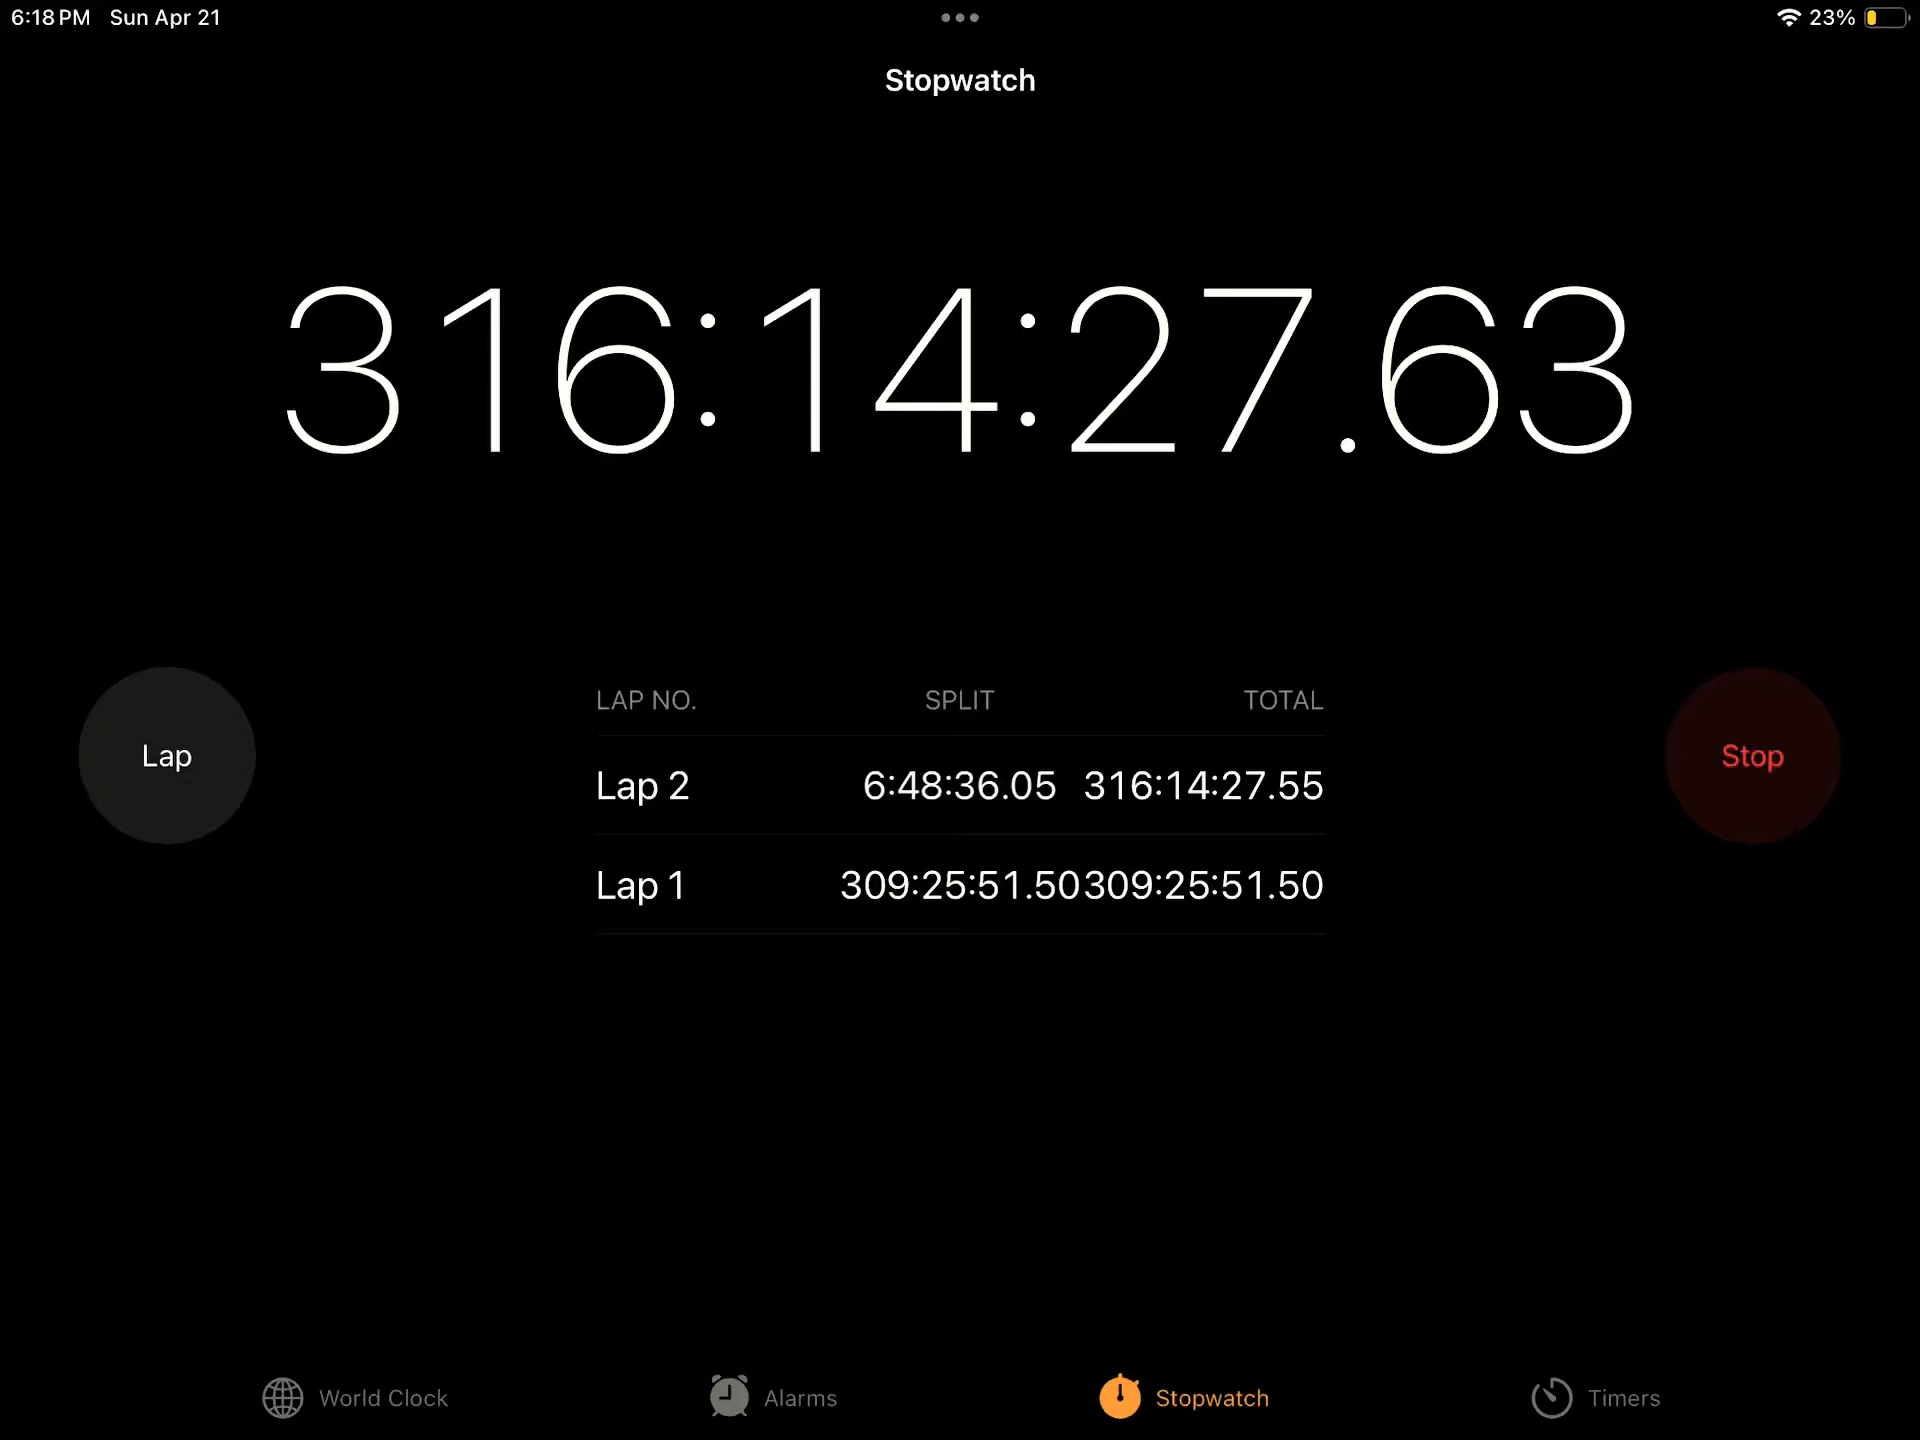 6:18 PM Sun Apr 21
23%
Stopwatch
316:14:27.63
Lap
Stop
LAP NO. SPLIT TOTAL
Lap 2 6:48:36.05 316:14:27.55
Lap 1 309:25:51.50 309:25:51.50
World Clock Alarms Stopwatch Timers